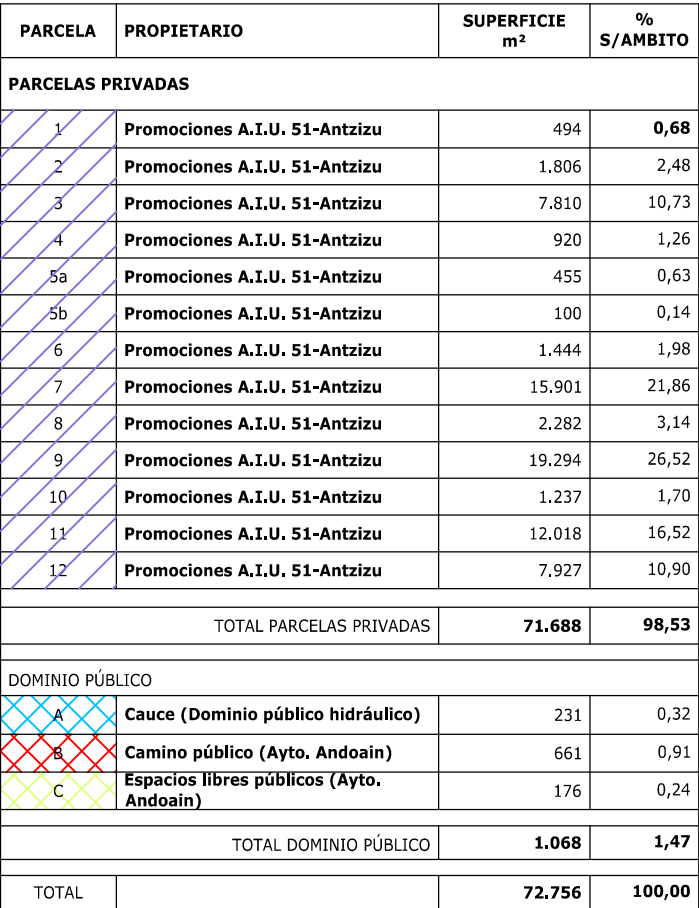 PARCELA PROPIETARIO SUPERFICIE m² % S/AMBITO
PARCELAS PRIVADAS
1 Promociones A.I.U. 51-Antzizu 494 0,68
2 Promociones A.I.U. 51-Antzizu 1.806 2,48
3 Promociones A.I.U. 51-Antzizu 7.810 10,73
4 Promociones A.I.U. 51-Antzizu 920 1,26
5a Promociones A.I.U. 51-Antzizu 455 0,63
5b Promociones A.I.U. 51-Antzizu 100 0,14
6 Promociones A.I.U. 51-Antzizu 1.444 1,98
7 Promociones A.I.U. 51-Antzizu 15.901 21,86
8 Promociones A.I.U. 51-Antzizu 2.282 3,14
9 Promociones A.I.U. 51-Antzizu 19.294 26,52
10 Promociones A.I.U. 51-Antzizu 1.237 1,70
11 Promociones A.I.U. 51-Antzizu 12.018 16,52
12 Promociones A.I.U. 51-Antzizu 7.927 10,90
TOTAL PARCELAS PRIVADAS 71.688 98,53
DOMINIO PÚBLICO
A Cauce (Dominio público hidráulico) 231 0,32
B Camino público (Ayto. Andoain) 661 0,91
C Espacios libres públicos (Ayto. Andoain) 176 0,24
TOTAL DOMINIO PÚBLICO 1.068 1,47
TOTAL 72.756 100,00